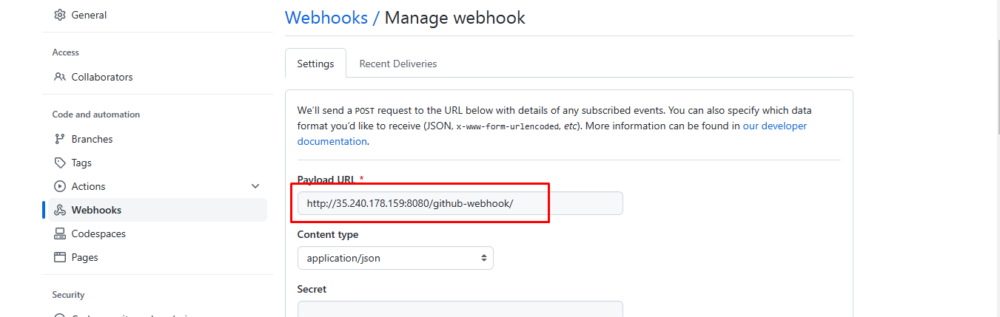 General
Access
Collaborators
Code and automation
Branches
Tags
Actions
Webhooks
Codespaces
Pages
Security
Webhooks / Manage webhook
Settings
Recent Deliveries
We'll send a POST request to the URL below with details of any subscribed events. You can also specify which data
format you'd like to receive (JSON, x-www-form-urlencoded, etc). More information can be found in our developer
documentation.
Payload URL *
http://35.240.178.159:8080/github-webhook/
Content type
application/json
Secret